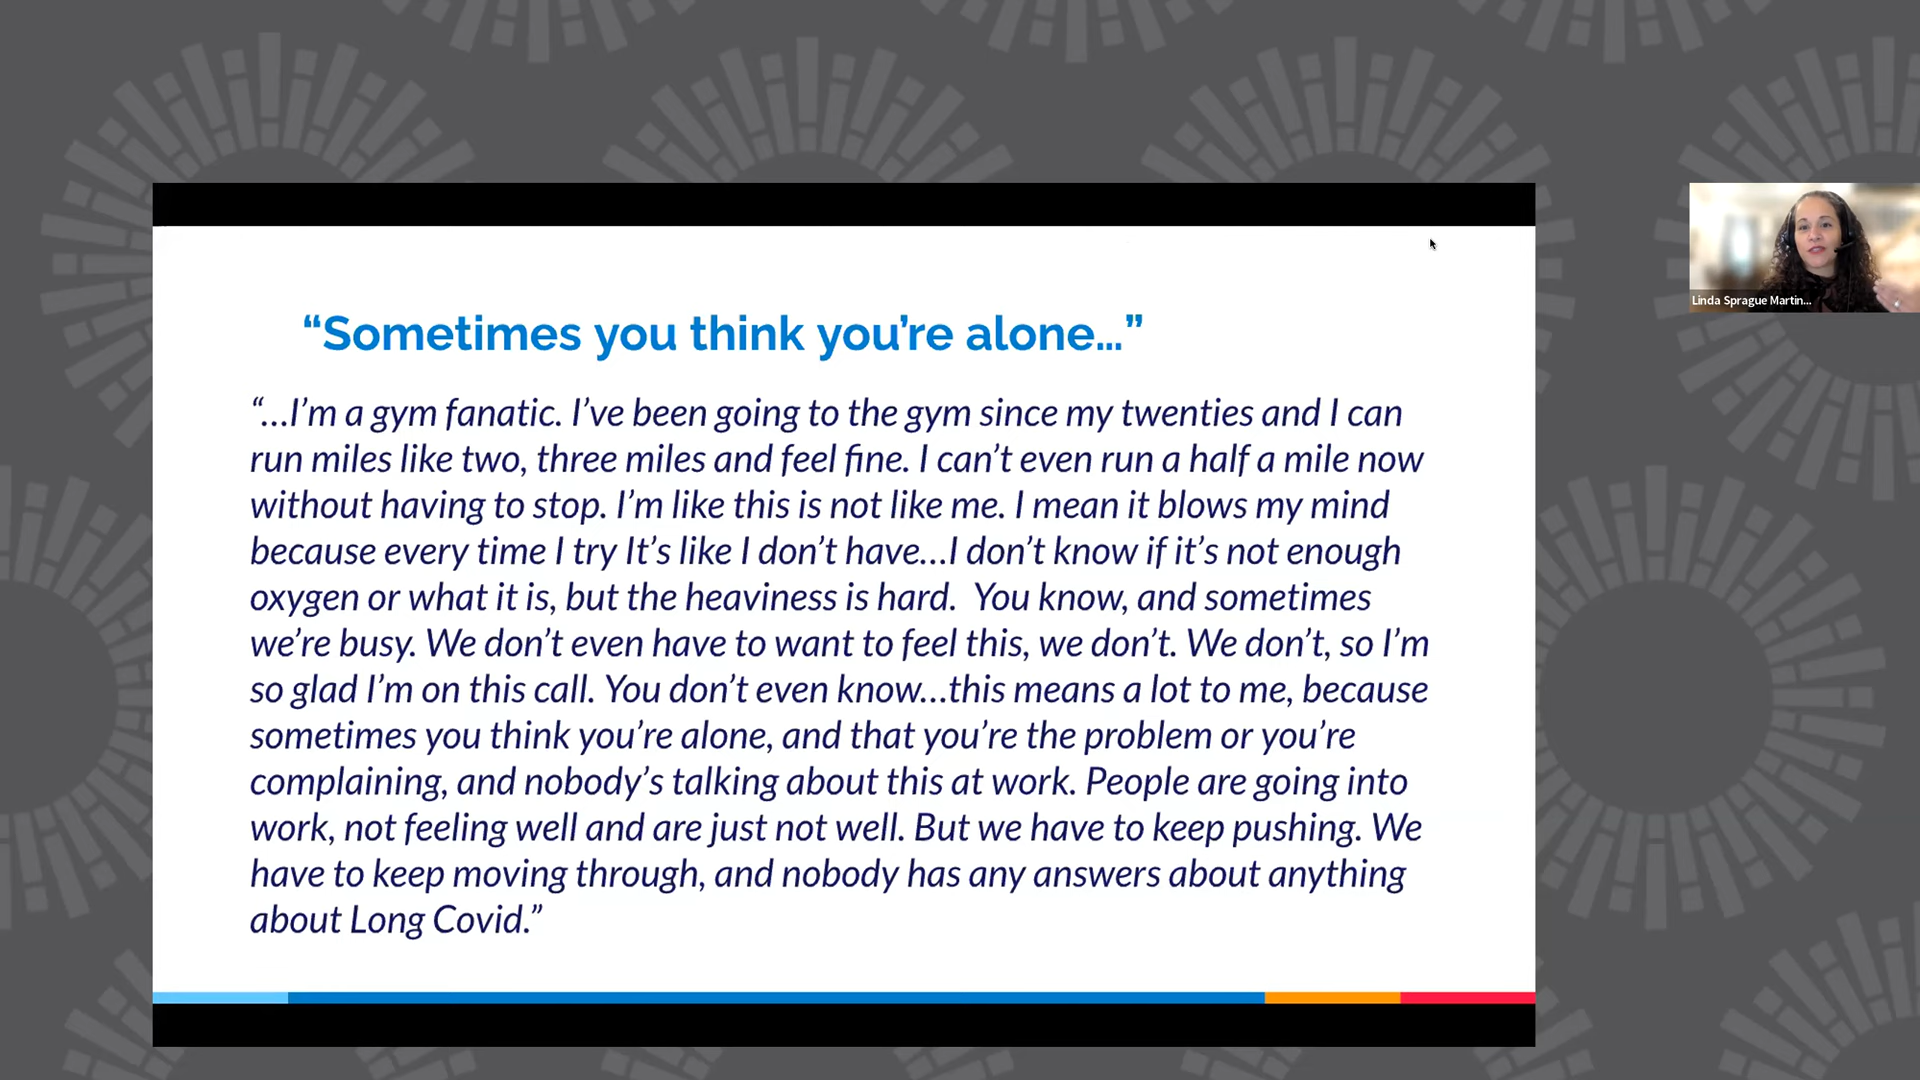 “Sometimes you think you’re alone...”
“...I’m a gym fanatic. I’ve been going to the gym since my twenties and I can
run miles like two, three miles and feel fine. I can’t even run a half a mile now
without having to stop. I’m like this is not like me. I mean it blows my mind
because every time I try It’s like I don’t have...I don’t know if it’s not enough
oxygen or what it is, but the heaviness is hard.  You know, and sometimes
we’re busy. We don’t even have to want to feel this, we don’t. We don’t, so I’m
so glad I’m on this call. You don’t even know...this means a lot to me, because
sometimes you think you’re alone, and that you’re the problem or you’re
complaining, and nobody’s talking about this at work. People are going into
work, not feeling well and are just not well. But we have to keep pushing. We
have to keep moving through, and nobody has any answers about anything
about Long Covid.”
Linda Sprague Martin...